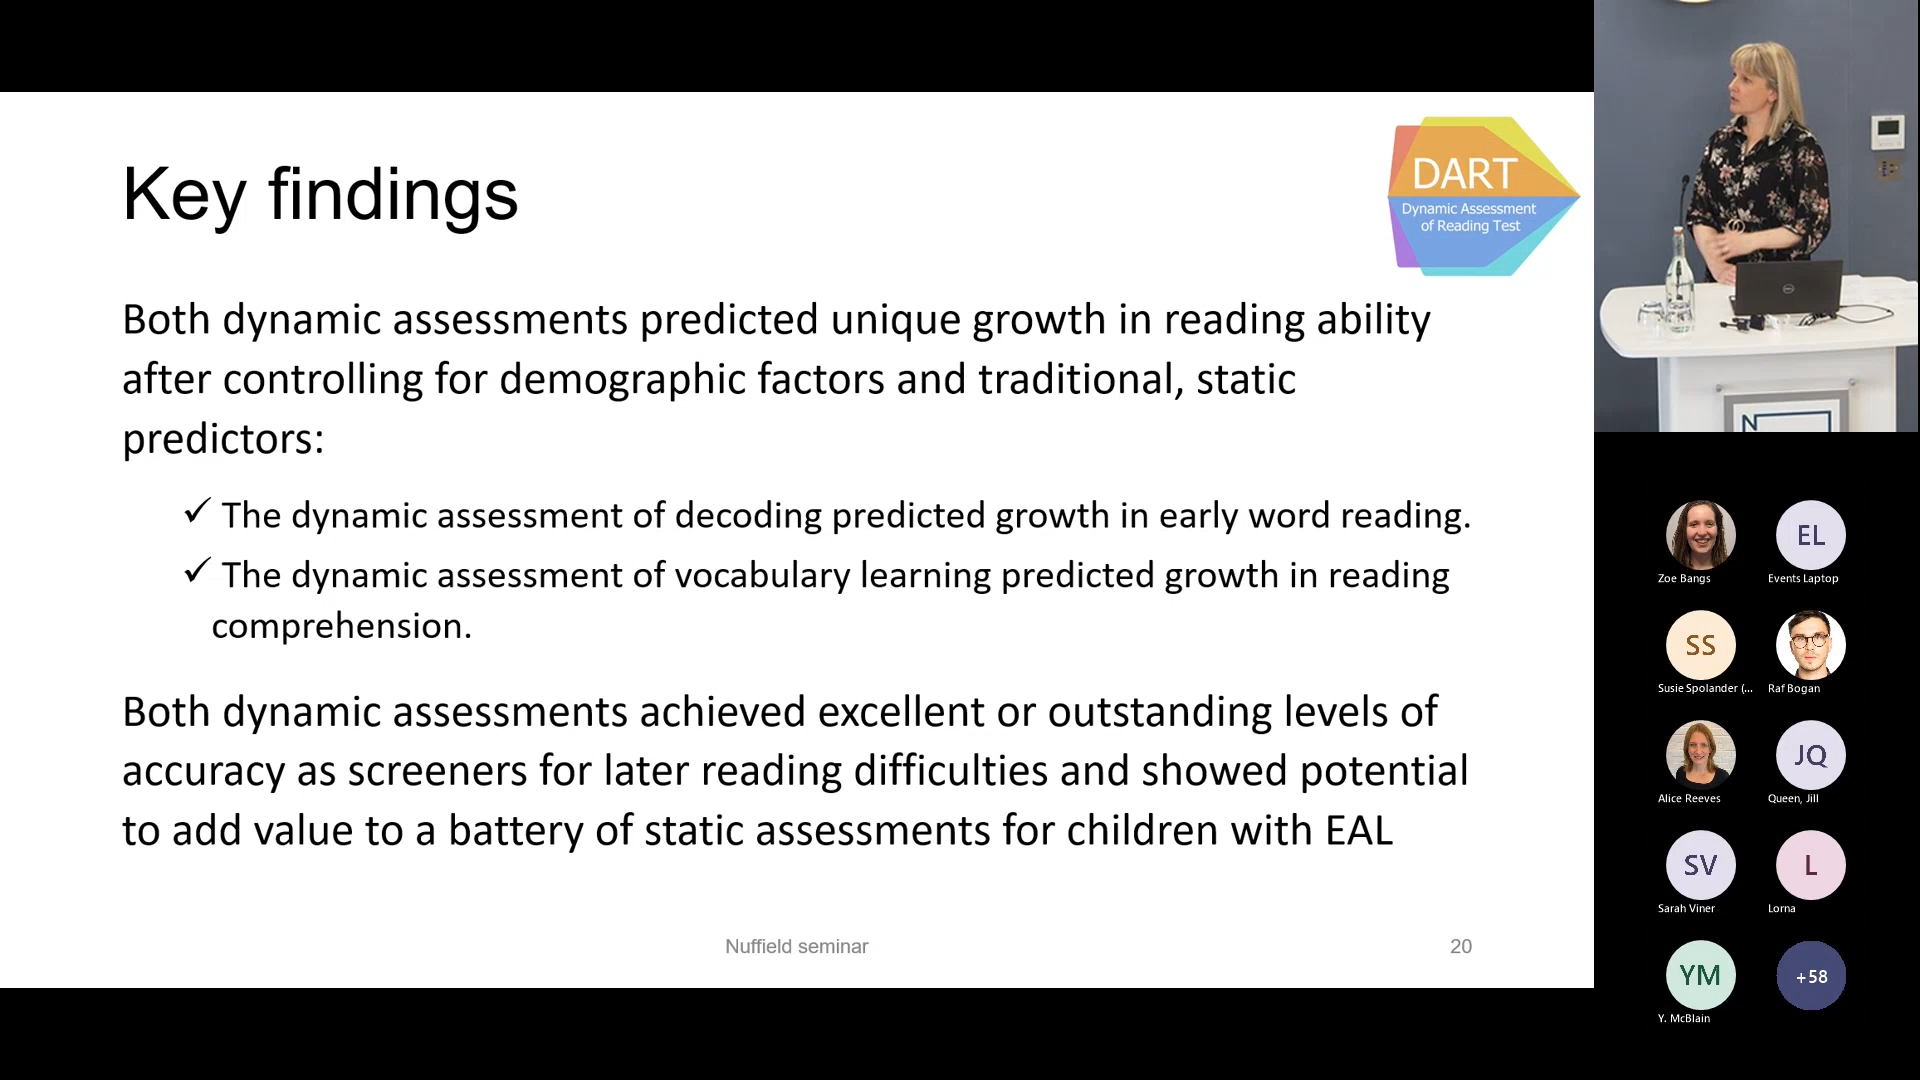 Key findings
DART
Dynamic Assessment
of Reading Test
Both dynamic assessments predicted unique growth in reading ability
after controlling for demographic factors and traditional, static
predictors:
✓ The dynamic assessment of decoding predicted growth in early word reading.
✓ The dynamic assessment of vocabulary learning predicted growth in reading
comprehension.
Both dynamic assessments achieved excellent or outstanding levels of
accuracy as screeners for later reading difficulties and showed potential
to add value to a battery of static assessments for children with EAL
Nuffield seminar
20
N
EL
Zoe Bangs
Events Laptop
SS
Susie Spolander (...
Raf Bogan
JQ
Alice Reeves
Queen, Jill
SV
L
Sarah Viner
Lorna
YM
+58
Y. McBlain